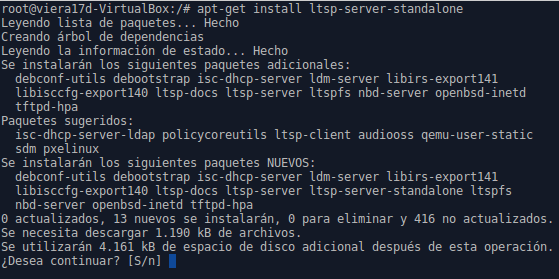 root@viera17d-VirtualBox:/# apt-get install ltsp-server-standalone
Leyendo lista de paquetes... Hecho
Creando árbol de dependencias
Leyendo la información de estado... Hecho
Se instalarán los siguientes paquetes adicionales:
  debconf-utils debootstrap isc-dhcp-server ldm-server libirs-export141
  libisccfg-export140 ltsp-docs ltsp-server ltspfs nbd-server openbsd-inetd
  tftpd-hpa
Paquetes sugeridos:
  isc-dhcp-server-ldap policycoreutils ltsp-client audiooss qemu-user-static
  sdm pxelinux
Se instalarán los siguientes paquetes NUEVOS:
  debconf-utils debootstrap isc-dhcp-server ldm-server libirs-export141
  libisccfg-export140 ltsp-docs ltsp-server ltsp-server-standalone ltspfs
  nbd-server openbsd-inetd tftpd-hpa
0 actualizados, 13 nuevos se instalarán, 0 para eliminar y 416 no actualizados.
Se necesita descargar 1.190 kB de archivos.
Se utilizarán 4.161 kB de espacio de disco adicional después de esta operación.
¿Desea continuar? [S/n]